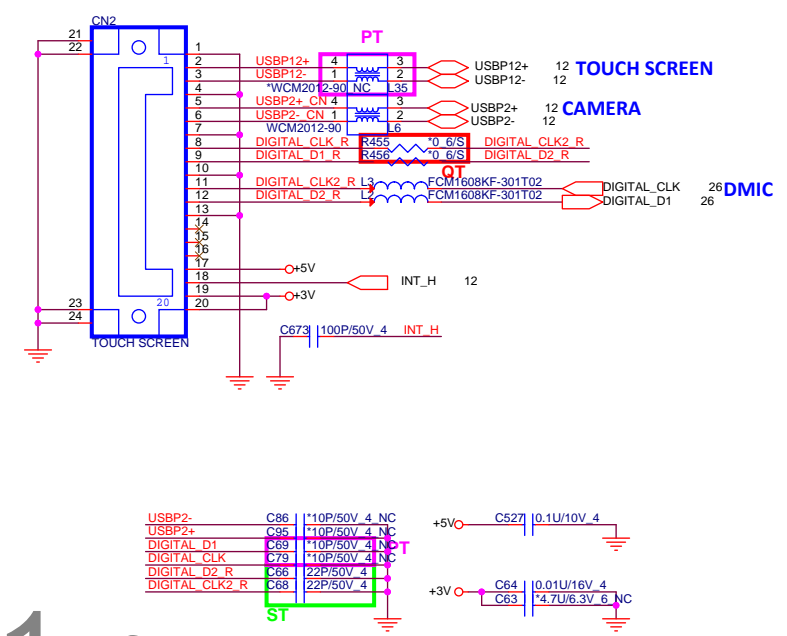 CN2
PT
21
22
1
1
2 USBP12+ 4 3 USBP12+ 12 TOUCH SCREEN
3 USBP12- 1 2 USBP12- 12
4 *WCM2012-90_NC L35
5 USBP2+_CN 4 3 USBP2+ 12 CAMERA
6 USBP2-_CN 1 2 USBP2- 12
7 WCM2012-90 L6
8 DIGITAL_CLK_R R455 *0_6/S DIGITAL_CLK2_R
9 DIGITAL_D1_R R456 *0_6/S DIGITAL_D2_R
10 QT
11 DIGITAL_CLK2_R L3 FCM1608KF-301T02 DIGITAL_CLK 26 DMIC
12 DIGITAL_D2_R L2 FCM1608KF-301T02 DIGITAL_D1 26
13
14
15
16
17 +5V
18 INT_H 12
19
23 20 20 +3V
24
C673 100P/50V_4 INT_H
TOUCH SCREEN
USBP2- C86 *10P/50V_4_NC
USBP2+ C95 *10P/50V_4_NC
DIGITAL_D1 C69 *10P/50V_4_NC PT
DIGITAL_CLK C79 *10P/50V_4_NC
DIGITAL_D2_R C66 22P/50V_4
DIGITAL_CLK2_R C68 22P/50V_4
ST
+5V C527 0.1U/10V_4
+3V C64 0.01U/16V_4
C63 *4.7U/6.3V_6_NC